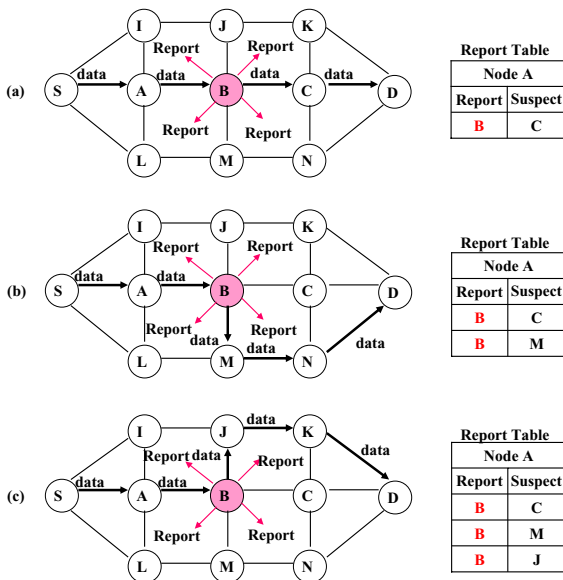 I J K
Report Report
data data data data
(a) S A B C D
Report Report
L M N
Report Table
Node A
Report Suspect
B C
I J K
Report Report
data data
(b) S A B C D
Report Report
data data data
L M N
Report Table
Node A
Report Suspect
B C
B M
I J K
data
data
Report data Report
data data
(c) S A B C D
Report Report
L M N
Report Table
Node A
Report Suspect
B C
B M
B J